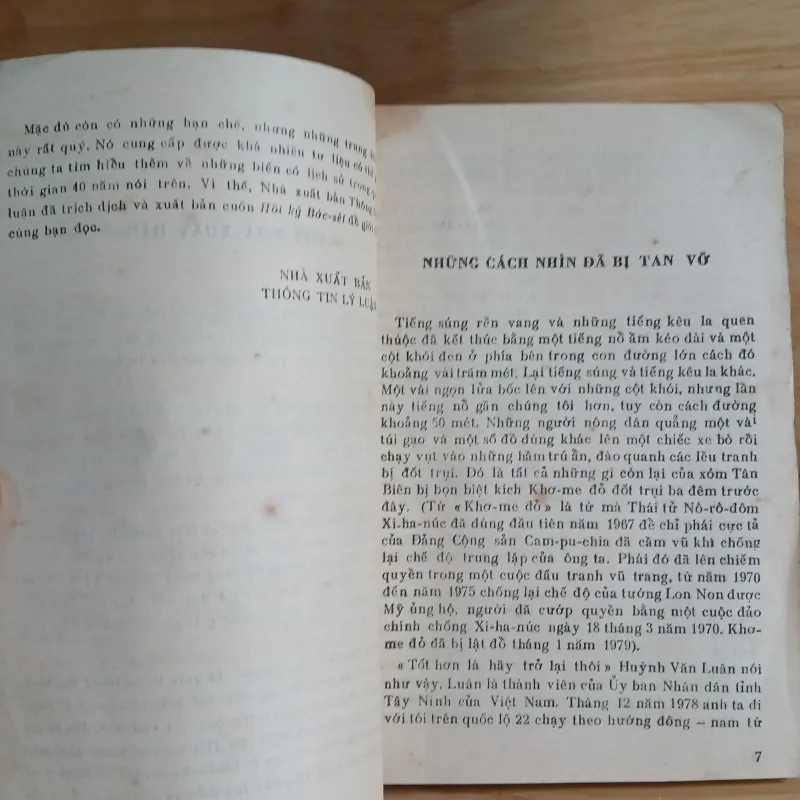 Mặc dù còn có những hạn chế, nhưng những trang
này rất quý. Nó cung cấp được khá nhiều tư liệu có
chúng ta tìm hiểu thêm về những biến cố lịch sử trong
thời gian 40 năm nói trên. Vì thế, Nhà xuất bản Thông
luận đã trích dịch và xuất bản cuốn Hồi ký Bớc-sét để giới
cùng bạn đọc.
NHÀ XUẤT BẢN
THÔNG TIN LÝ LUẬN
NHỮNG CÁCH NHÌN ĐÃ BỊ TAN VỠ
Tiếng súng rền vang và những tiếng kêu la quen
thuộc đã kết thúc bằng một tiếng nổ ầm kéo dài và một
cột khói đen ở phía bên trong con đường lớn cách đó
khoảng vài trăm mét. Lại tiếng súng và tiếng kêu la khác.
Một vài ngọn lửa bốc lên với những cột khói, nhưng lần
này tiếng nổ gần chúng tôi hơn, tuy còn cách đường
khoảng 50 mét. Những người nông dân quẳng một vài
túi gạo và một số đồ dùng khác lên một chiếc xe bò rồi
chạy vụt vào những hầm trú ẩn, đào quanh các lều tranh
bị đốt trụi. Đó là tất cả những gì còn lại của xóm Tân
Biên bị bọn biệt kích Khơ-me đỏ đốt trụi ba đêm trước
đây. (Từ «Khơ-me đỏ» là từ mà Thái tử Nô-rô-đôm
Xi-ha-núc đã dùng đầu tiên năm 1967 để chỉ phái cực tả
của Đảng Cộng sản Cam-pu-chia đã cầm vũ khí chống
lại chế độ trung lập của ông ta. Phái đó đã lên chiếm
quyền trong một cuộc đấu tranh vũ trang, từ năm 1970
đến năm 1975 chống lại chế độ của tướng Lon Non được
Mỹ ủng hộ, người đã cướp quyền bằng một cuộc đảo
chính chống Xi-ha-núc ngày 18 tháng 3 năm 1970. Khơ-
me đỏ đã bị lật đổ tháng 1 năm 1979).
«Tốt hơn là hãy trở lại thôi» Huỳnh Văn Luân nói
như vậy. Luân là thành viên của Ủy ban Nhân dân tỉnh
Tây Ninh của Việt Nam. Tháng 12 năm 1978 anh ta đi
với tôi trên quốc lộ 22 chạy theo hướng đông – nam từ
7